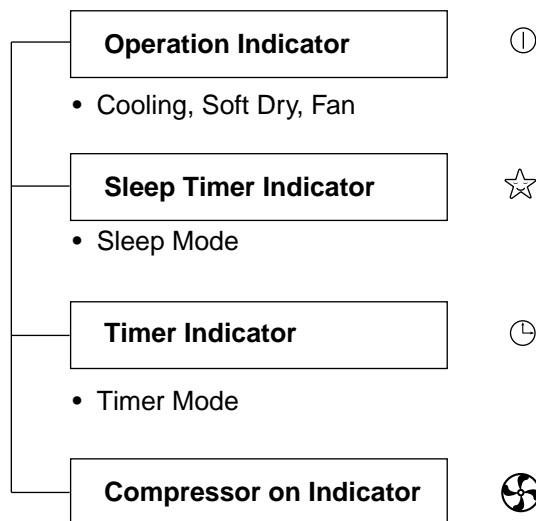 Operation Indicator
• Cooling, Soft Dry, Fan
Sleep Timer Indicator
• Sleep Mode
Timer Indicator
• Timer Mode
Compressor on Indicator